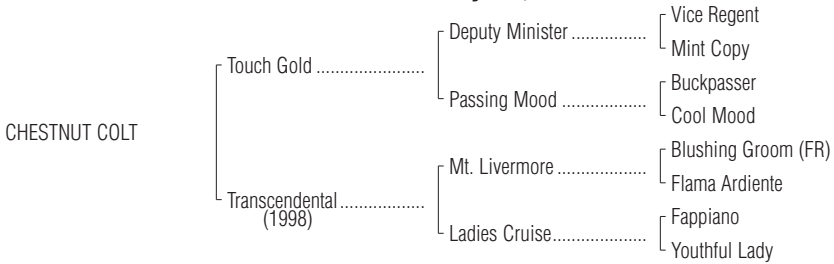 Vice Regent
Deputy Minister ................
Mint Copy
Touch Gold .......................
Buckpasser
Passing Mood ..................
Cool Mood
CHESTNUT COLT
Blushing Groom (FR)
Mt. Livermore ...................
Flama Ardiente
Transcendental ..................
(1998)
Fappiano
Ladies Cruise....................
Youthful Lady